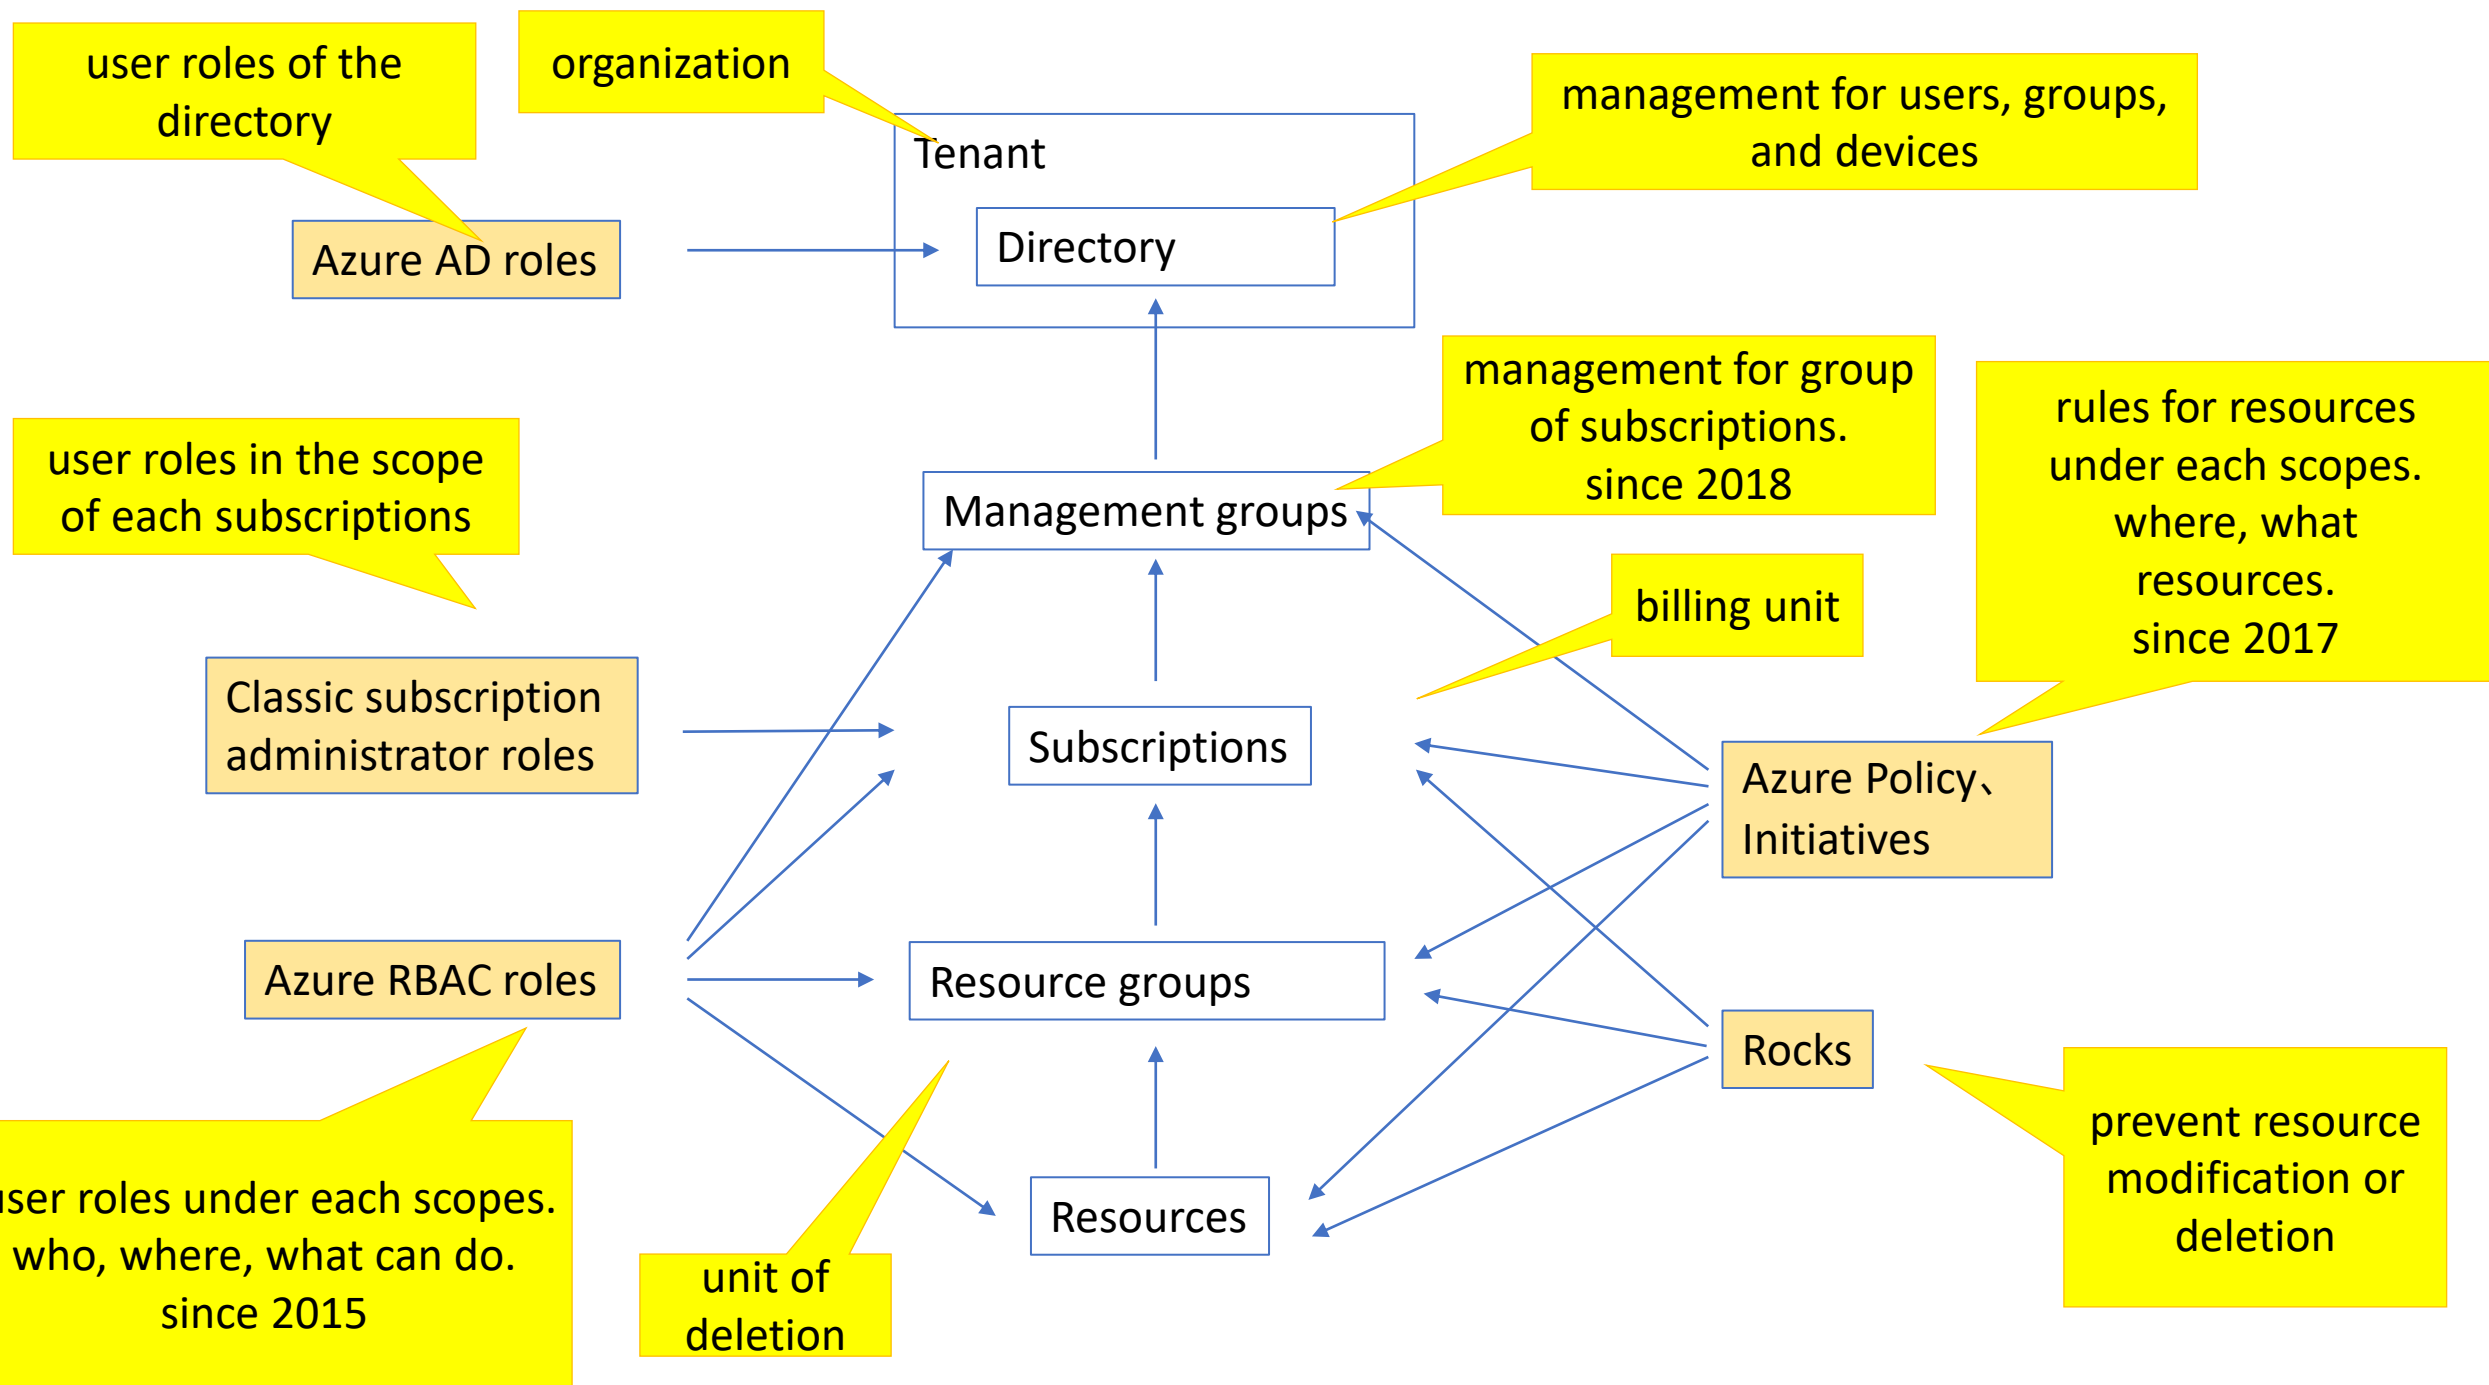 user roles of the
directory
organization
management for users, groups,
and devices
Tenant
Azure AD roles
Directory
management for group
of subscriptions.
since 2018
rules for resources
under each scopes.
where, what
resources.
since 2017
user roles in the scope
of each subscriptions
Management groups
billing unit
Classic subscription
administrator roles
Subscriptions
Azure Policy、
Initiatives
Azure RBAC roles
Resource groups
Rocks
prevent resource
modification or
deletion
user roles under each scopes.
who, where, what can do.
since 2015
Resources
unit of
deletion